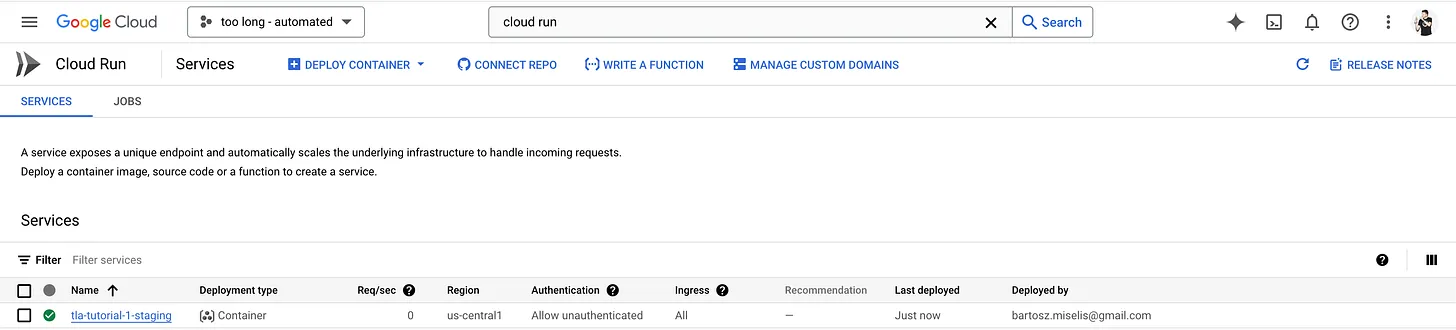 Google Cloud too long - automated cloud run Search
Cloud Run Services DEPLOY CONTAINER CONNECT REPO WRITE A FUNCTION MANAGE CUSTOM DOMAINS RELEASE NOTES
SERVICES JOBS
A service exposes a unique endpoint and automatically scales the underlying infrastructure to handle incoming requests.
Deploy a container image, source code or a function to create a service.
Services
Filter Filter services
Name Deployment type Req/sec Region Authentication Ingress Recommendation Last deployed Deployed by
tla-tutorial-1-staging Container 0 us-central1 Allow unauthenticated All — Just now bartosz.miselis@gmail.com